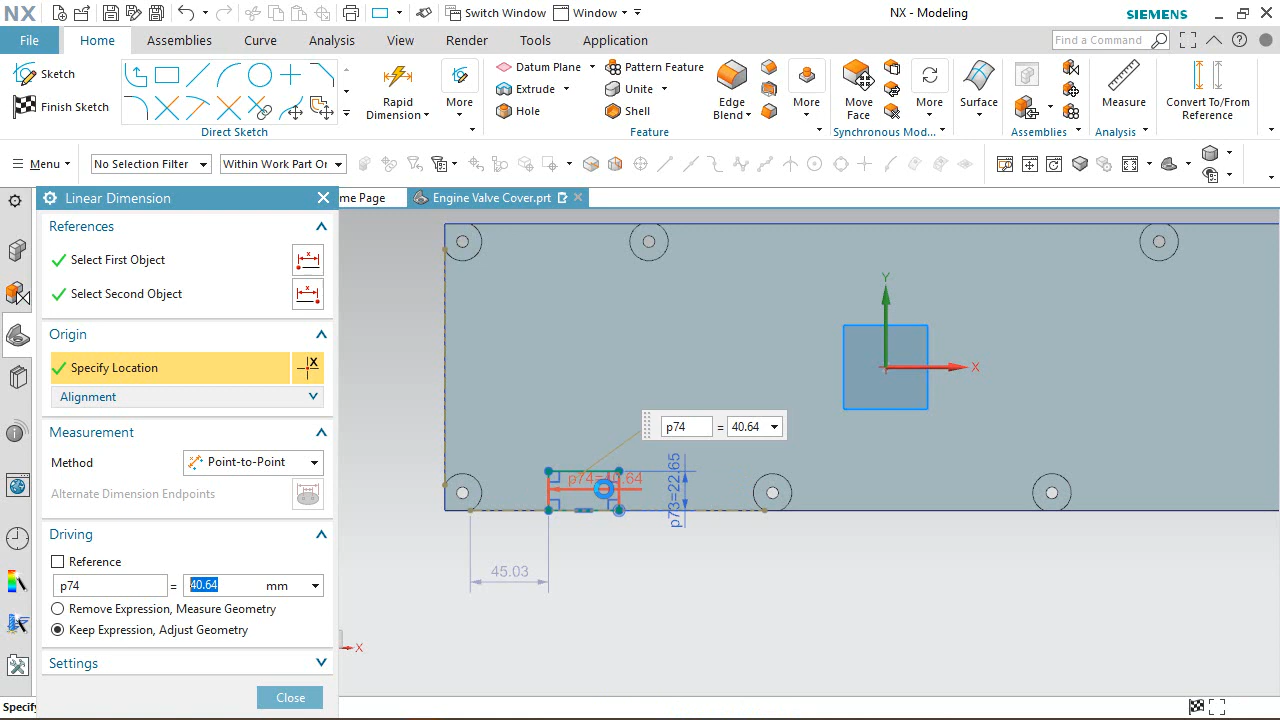 NX
Switch Window
Window
NX - Modeling
SIEMENS
File
Home
Assemblies
Curve
Analysis
View
Render
Tools
Application
Find a Command
Sketch
Finish Sketch
Direct Sketch
Rapid
Dimension
More
Datum Plane
Extrude
Hole
Pattern Feature
Unite
Shell
Edge
Blend
More
Feature
Move
Face
More
Synchronous Mod...
Surface
Assemblies
Measure
Analysis
Convert To/From
Reference
Menu
No Selection Filter
Within Work Part Or
Linear Dimension
me Page
Engine Valve Cover.prt
References
Select First Object
Select Second Object
Origin
Specify Location
X
Alignment
Measurement
Method
Point-to-Point
Alternate Dimension Endpoints
Driving
Reference
p74 = 40.64 mm
Remove Expression, Measure Geometry
Keep Expression, Adjust Geometry
Settings
Close
Y
X
p74 = 40.64
p74=40.64
p73=22.65
45.03
X
Specify